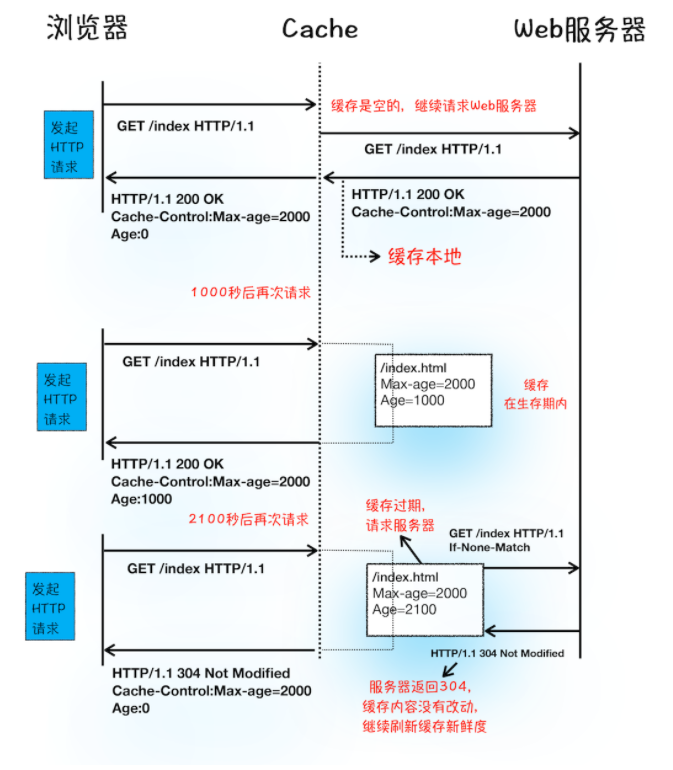 浏览器
Cache
Web服务器
发起
HTTP
请求
GET /index HTTP/1.1
缓存是空的，继续请求Web服务器
GET /index HTTP/1.1
HTTP/1.1 200 OK
Cache-Control:Max-age=2000
Age:0
HTTP/1.1 200 OK
Cache-Control:Max-age=2000
缓存本地
1000秒后再次请求
发起
HTTP
请求
GET /index HTTP/1.1
/index.html
Max-age=2000
Age=1000
缓存
在生存期内
HTTP/1.1 200 OK
Cache-Control:Max-age=2000
Age:1000
2100秒后再次请求
缓存过期，
请求服务器
GET /index HTTP/1.1
If-None-Match
发起
HTTP
请求
GET /index HTTP/1.1
/index.html
Max-age=2000
Age=2100
HTTP/1.1 304 Not Modified
HTTP/1.1 304 Not Modified
Cache-Control:Max-age=2000
Age:0
服务器返回304，
缓存内容没有改动，
继续刷新缓存新鲜度